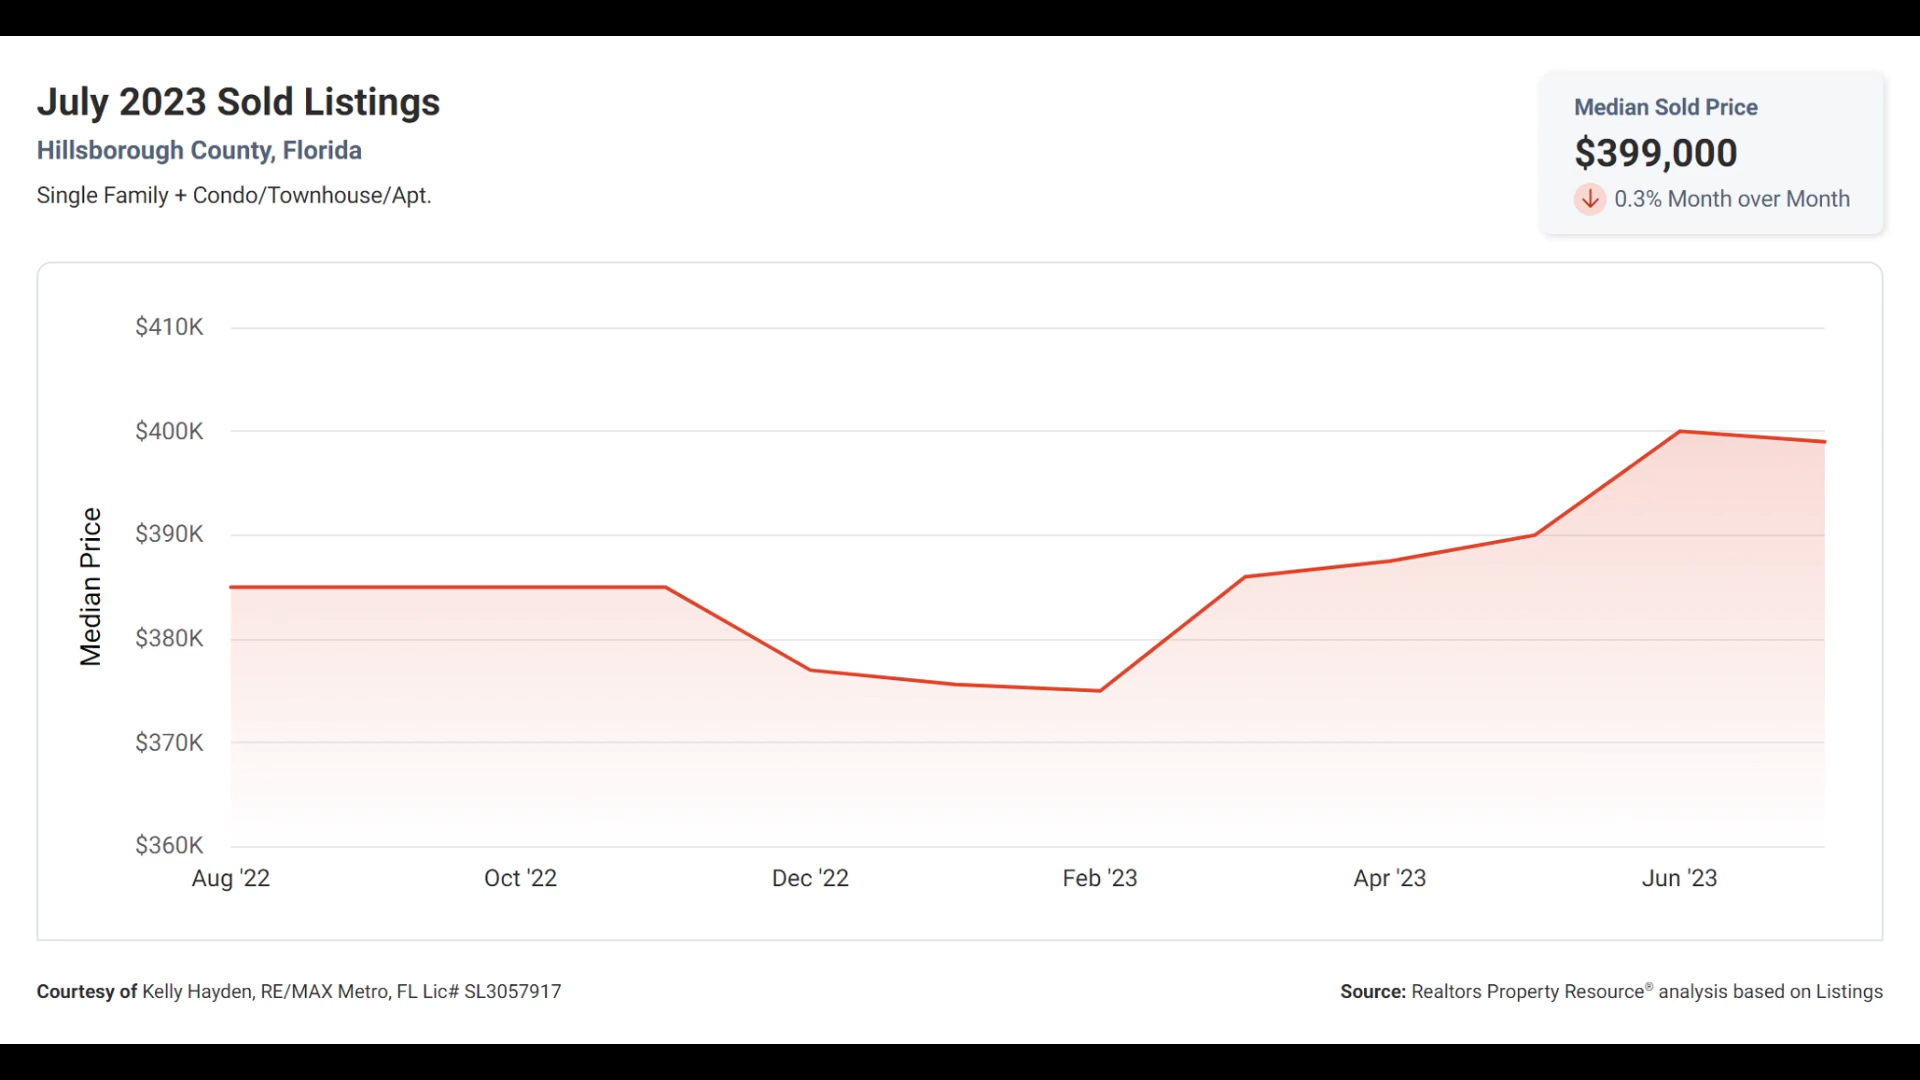 July 2023 Sold Listings
Hillsborough County, Florida
Single Family + Condo/Townhouse/Apt.
Median Sold Price
$399,000
0.3% Month over Month
Median Price
$410K
$400K
$390K
$380K
$370K
$360K
Aug '22 Oct '22 Dec '22 Feb '23 Apr '23 Jun '23
Courtesy of Kelly Hayden, RE/MAX Metro, FL Lic# SL3057917
Source: Realtors Property Resource® analysis based on Listings